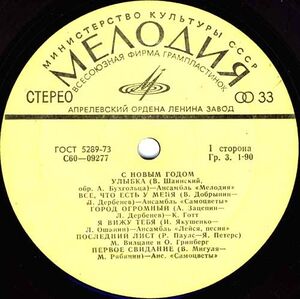 МИНИСТЕРСТВО КУЛЬТУРЫ СССР
МЕЛОДИЯ
ВСЕСОЮЗНАЯ ФИРМА ГРАМПЛАСТИНОК
СТЕРЕО 33
АПРЕЛЕВСКИЙ ОРДЕНА ЛЕНИНА ЗАВОД
ГОСТ 5289-73 1 сторона
С60—09277 Гр. 3. 1-90
С НОВЫМ ГОДОМ
УЛЫБКА (В. Шаинский,
обр. А. Бухгольца)—Ансамбль «Мелодия»
ВСЕ, ЧТО ЕСТЬ У МЕНЯ (В. Добрынин—
Л. Дербенев)—Ансамбль «Самоцветы»
ГОРОД ОГРОМНЫЙ (А. Зацепин—
Л. Дербенев)—К. Готт
Я ВИЖУ ТЕБЯ (И. Якушенко—
Л. Ошанин)—Ансамбль «Лейся, песня»
ПОСЛЕДНИЙ ЛИСТ (Р. Паулс—Я. Петерс)
М. Вилцане и О. Гринберг
ПЕРВОЕ СВИДАНИЕ (В. Мигуля—
М. Рябинин)—Анс. «Самоцветы»